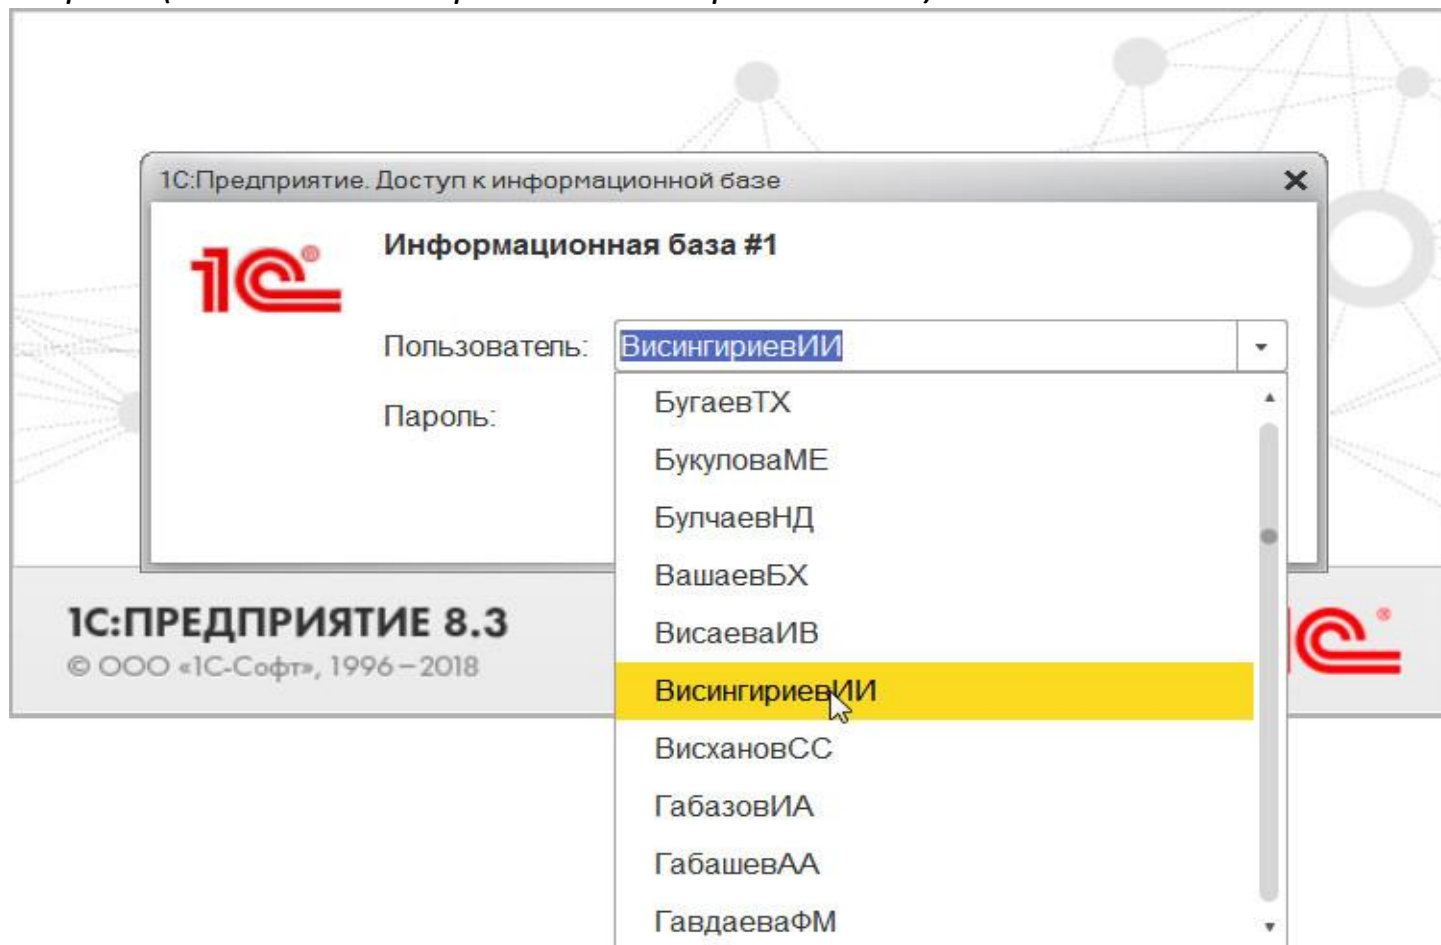 1С:Предприятие. Доступ к информационной базе
1С®
Информационная база #1
Пользователь: ВисингириевИИ
Пароль:
БугаевТХ
БукуловаМЕ
БулчаевНД
ВашаевБХ
ВисаеваИВ
ВисингириевИИ
ВисхановСС
ГабазовИА
ГабашевАА
ГавдаеваФМ
1С:ПРЕДПРИЯТИЕ 8.3
© ООО «1С-Софт», 1996–2018